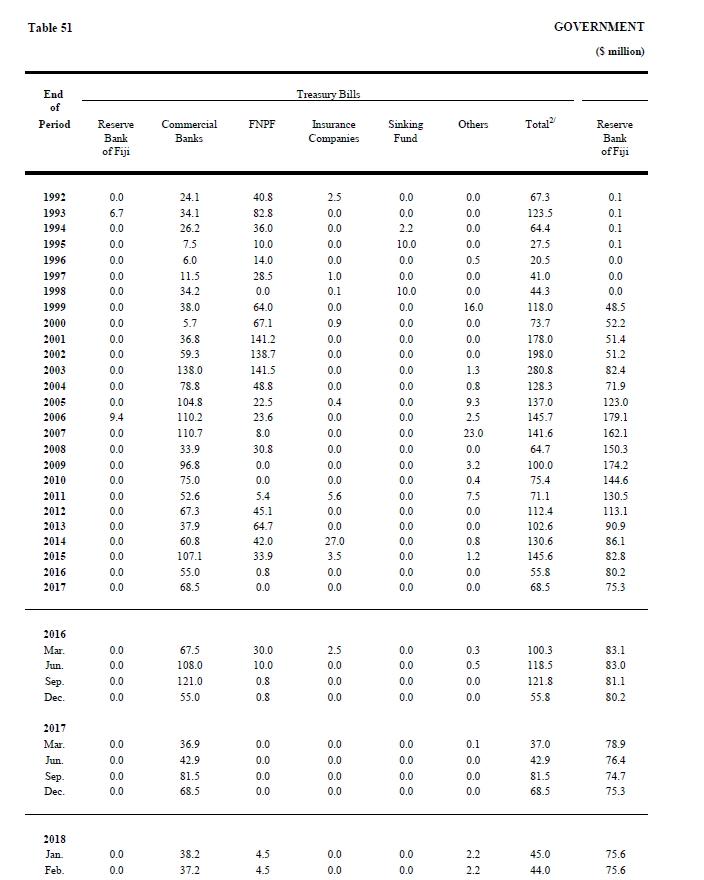 Table 51 GOVERNMENT
($ million)
End Treasury Bills
of
Period Reserve Commercial FNPF Insurance Sinking Others Total2/ Reserve
Bank Banks Companies Fund Bank
of Fiji of Fiji
1992 0.0 24.1 40.8 2.5 0.0 0.0 67.3 0.1
1993 6.7 34.1 82.8 0.0 0.0 0.0 123.5 0.1
1994 0.0 26.2 36.0 0.0 2.2 0.0 64.4 0.1
1995 0.0 7.5 10.0 0.0 10.0 0.0 27.5 0.1
1996 0.0 6.0 14.0 0.0 0.0 0.5 20.5 0.0
1997 0.0 11.5 28.5 1.0 0.0 0.0 41.0 0.0
1998 0.0 34.2 0.0 0.1 10.0 0.0 44.3 0.0
1999 0.0 38.0 64.0 0.0 0.0 16.0 118.0 48.5
2000 0.0 5.7 67.1 0.9 0.0 0.0 73.7 52.2
2001 0.0 36.8 141.2 0.0 0.0 0.0 178.0 51.4
2002 0.0 59.3 138.7 0.0 0.0 0.0 198.0 51.2
2003 0.0 138.0 141.5 0.0 0.0 1.3 280.8 82.4
2004 0.0 78.8 48.8 0.0 0.0 0.8 128.3 71.9
2005 0.0 104.8 22.5 0.4 0.0 9.3 137.0 123.0
2006 9.4 110.2 23.6 0.0 0.0 2.5 145.7 179.1
2007 0.0 110.7 8.0 0.0 0.0 23.0 141.6 162.1
2008 0.0 33.9 30.8 0.0 0.0 0.0 64.7 150.3
2009 0.0 96.8 0.0 0.0 0.0 3.2 100.0 174.2
2010 0.0 75.0 0.0 0.0 0.0 0.4 75.4 144.6
2011 0.0 52.6 5.4 5.6 0.0 7.5 71.1 130.5
2012 0.0 67.3 45.1 0.0 0.0 0.0 112.4 113.1
2013 0.0 37.9 64.7 0.0 0.0 0.0 102.6 90.9
2014 0.0 60.8 42.0 27.0 0.0 0.8 130.6 86.1
2015 0.0 107.1 33.9 3.5 0.0 1.2 145.6 82.8
2016 0.0 55.0 0.8 0.0 0.0 0.0 55.8 80.2
2017 0.0 68.5 0.0 0.0 0.0 0.0 68.5 75.3
2016
Mar. 0.0 67.5 30.0 2.5 0.0 0.3 100.3 83.1
Jun. 0.0 108.0 10.0 0.0 0.0 0.5 118.5 83.0
Sep. 0.0 121.0 0.8 0.0 0.0 0.0 121.8 81.1
Dec. 0.0 55.0 0.8 0.0 0.0 0.0 55.8 80.2
2017
Mar. 0.0 36.9 0.0 0.0 0.0 0.1 37.0 78.9
Jun. 0.0 42.9 0.0 0.0 0.0 0.0 42.9 76.4
Sep. 0.0 81.5 0.0 0.0 0.0 0.0 81.5 74.7
Dec. 0.0 68.5 0.0 0.0 0.0 0.0 68.5 75.3
2018
Jan. 0.0 38.2 4.5 0.0 0.0 2.2 45.0 75.6
Feb. 0.0 37.2 4.5 0.0 0.0 2.2 44.0 75.6